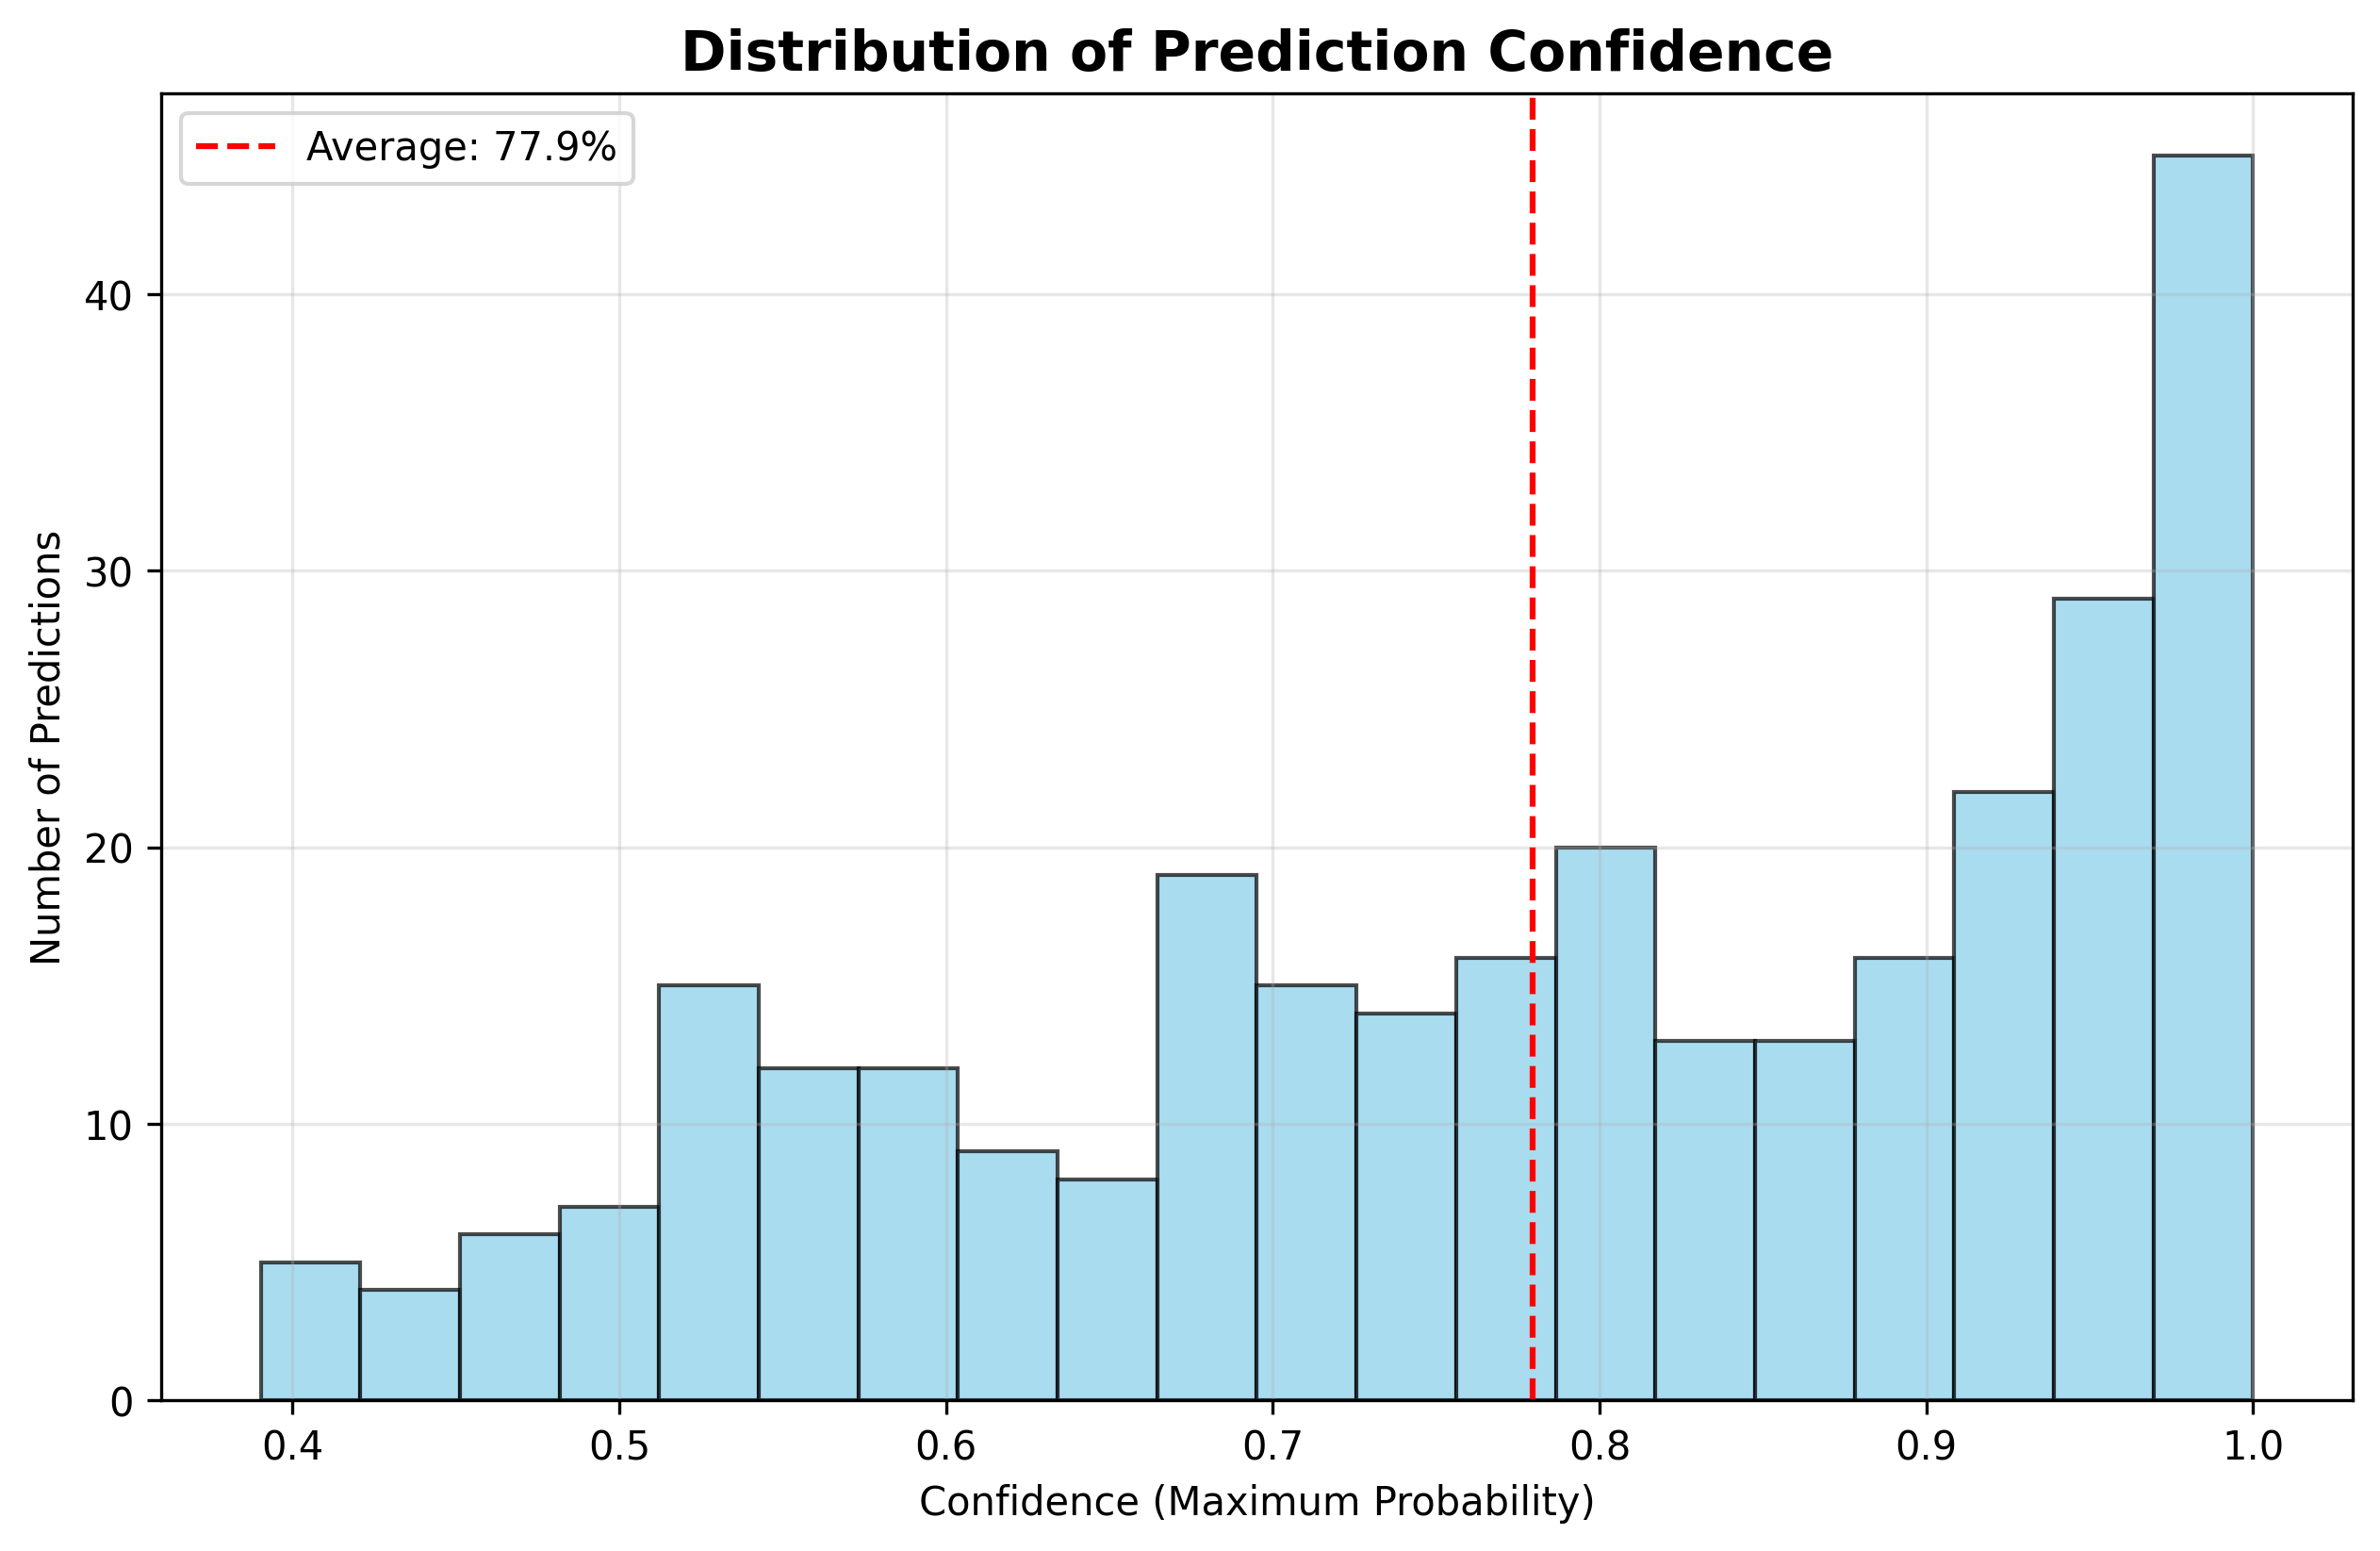 Distribution of Prediction Confidence
Average: 77.9%
Number of Predictions
40
30
20
10
0
0.4 0.5 0.6 0.7 0.8 0.9 1.0
Confidence (Maximum Probability)